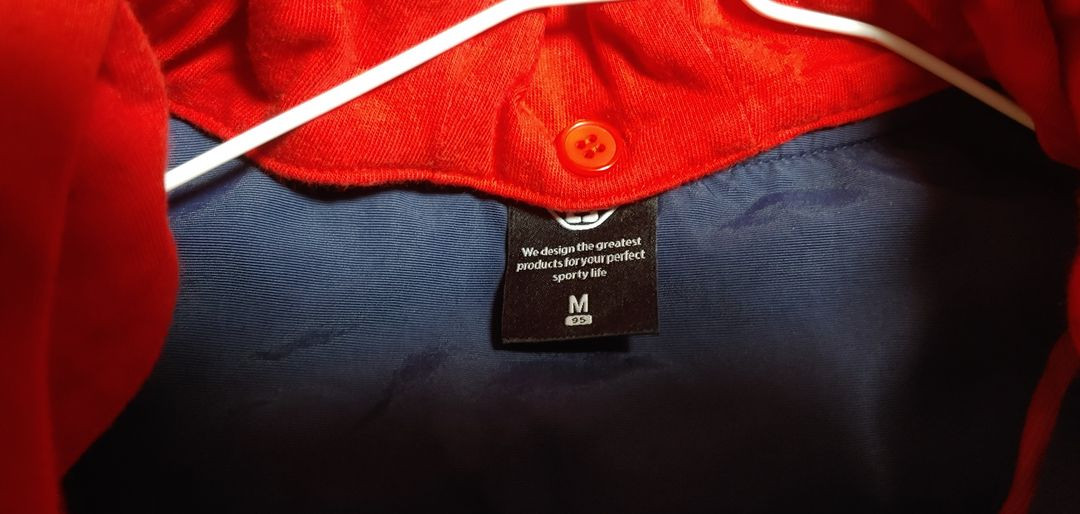 We design the greatest
products for your perfect
sporty life
M
95